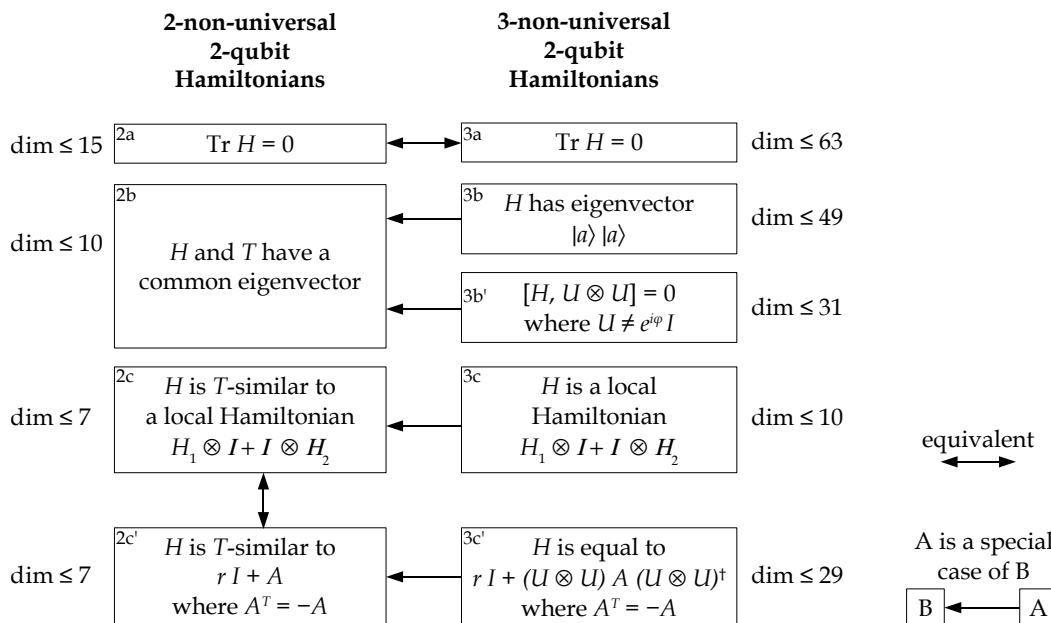 2-non-universal
2-qubit
Hamiltonians
3-non-universal
2-qubit
Hamiltonians
dim ≤ 15
2a
Tr H = 0
3a
Tr H = 0
dim ≤ 63
dim ≤ 10
2b
H and T have a
common eigenvector
3b
H has eigenvector
|a⟩ |a⟩
dim ≤ 49
3b'
[H, U ⊗ U] = 0
where U ≠ e^{iφ} I
dim ≤ 31
dim ≤ 7
2c
H is T-similar to
a local Hamiltonian
H₁ ⊗ I + I ⊗ H₂
3c
H is a local
Hamiltonian
H₁ ⊗ I + I ⊗ H₂
dim ≤ 10
dim ≤ 7
2c'
H is T-similar to
r I + A
where Aᵀ = −A
3c'
H is equal to
r I + (U ⊗ U) A (U ⊗ U)†
where Aᵀ = −A
dim ≤ 29
equivalent
A is a special
case of B
B
A